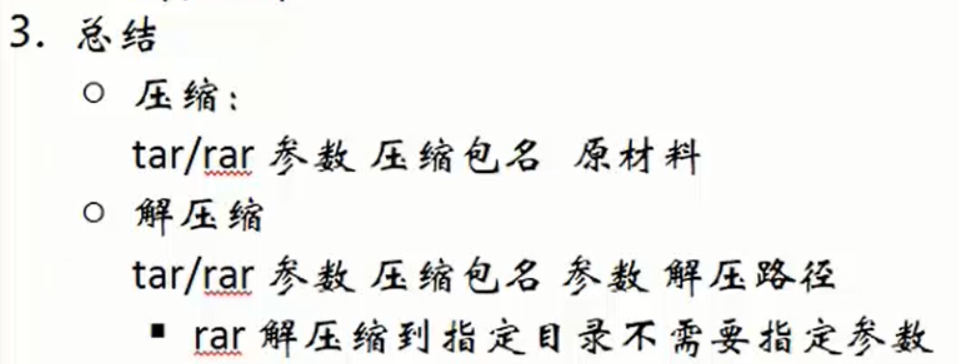 3. 总结
○ 压缩：
tar/rar 参数 压缩包名 原材料
○ 解压缩
tar/rar 参数 压缩包名 参数 解压路径
▪ rar 解压缩到指定目录不需要指定参数